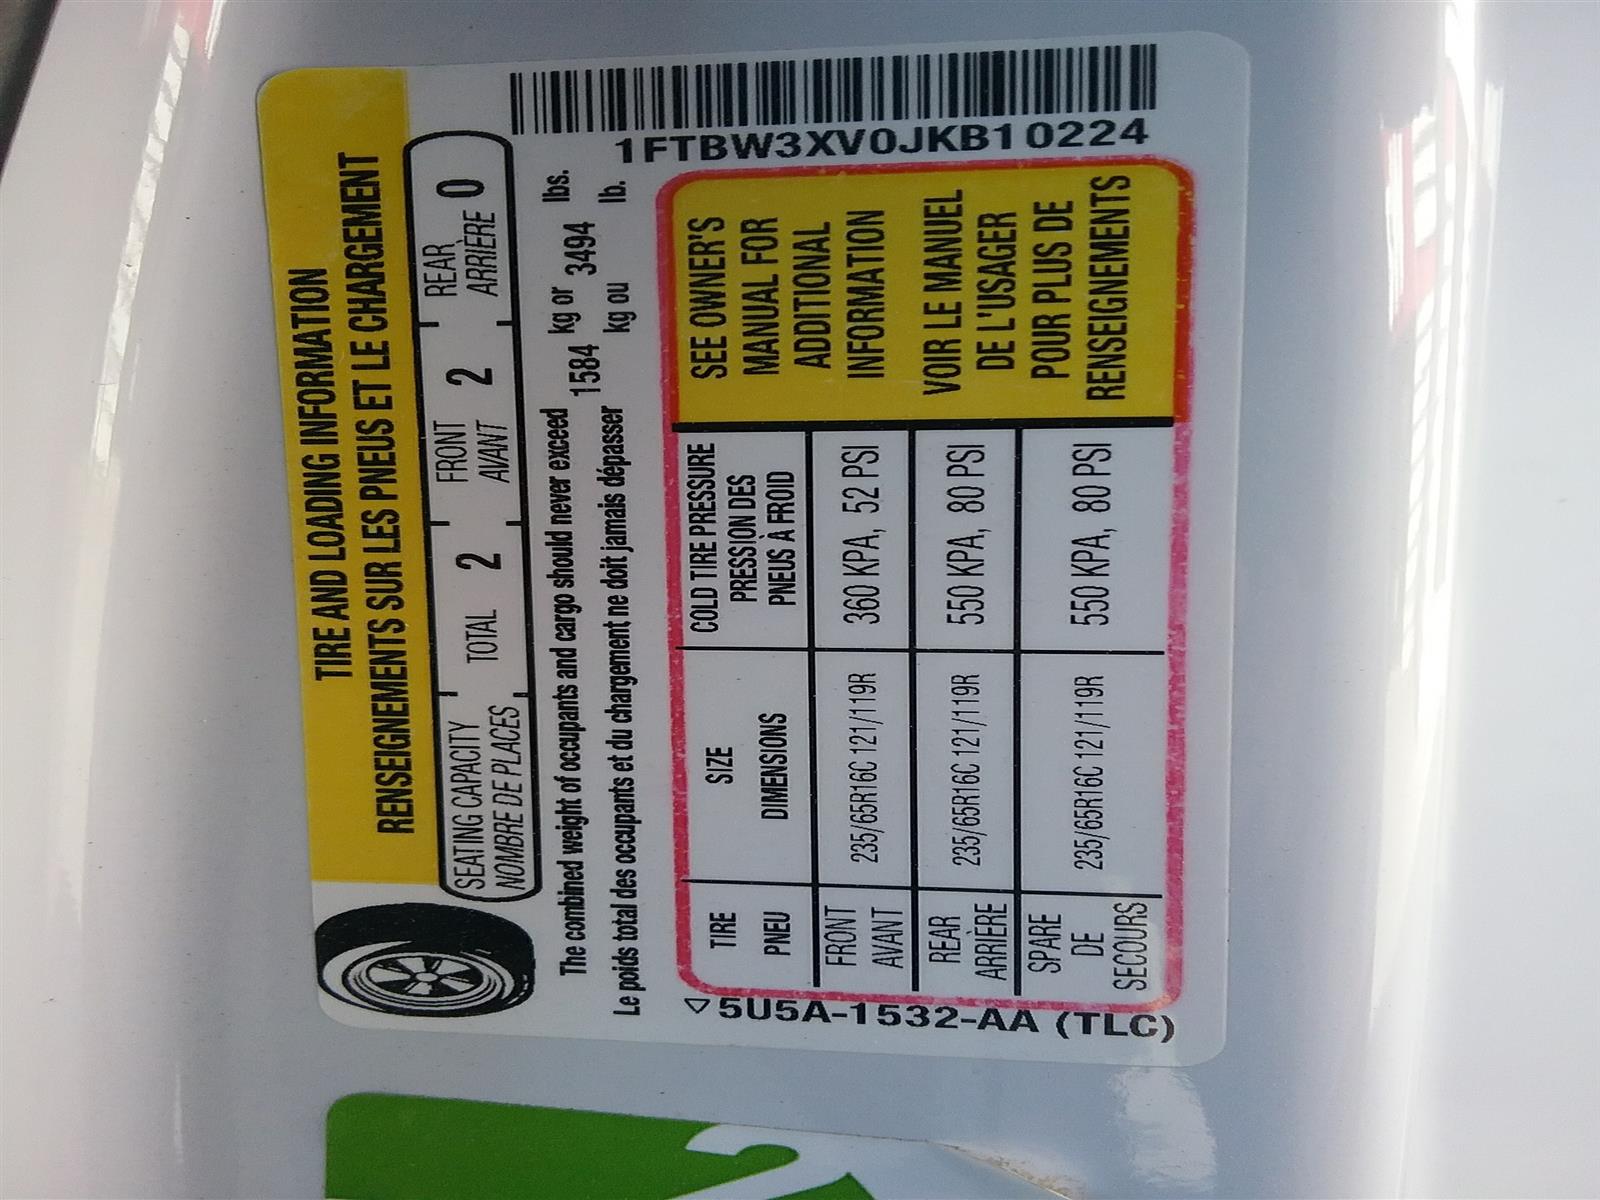 TIRE AND LOADING INFORMATION
RENSEIGNEMENTS SUR LES PNEUS ET LE CHARGEMENT
SEATING CAPACITY TOTAL 2 FRONT 2 REAR 0
NOMBRE DE PLACES AVANT ARRIÈRE
The combined weight of occupants and cargo should never exceed 1584 kg or 3494 lbs.
Le poids total des occupants et du chargement ne doit jamais dépasser kg ou lb.
1FTBW3XV0JKB10224
TIRE SIZE COLD TIRE PRESSURE
PNEU DIMENSIONS PRESSION DES
PNEUS À FROID
FRONT 235/65R16C 121/119R 360 KPA, 52 PSI
AVANT
REAR 235/65R16C 121/119R 550 KPA, 80 PSI
ARRIÈRE
SPARE 235/65R16C 121/119R 550 KPA, 80 PSI
DE
SECOURS
SEE OWNER'S
MANUAL FOR
ADDITIONAL
INFORMATION
VOIR LE MANUEL
DE L'USAGER
POUR PLUS DE
RENSEIGNEMENTS
5U5A-1532-AA (TLC)